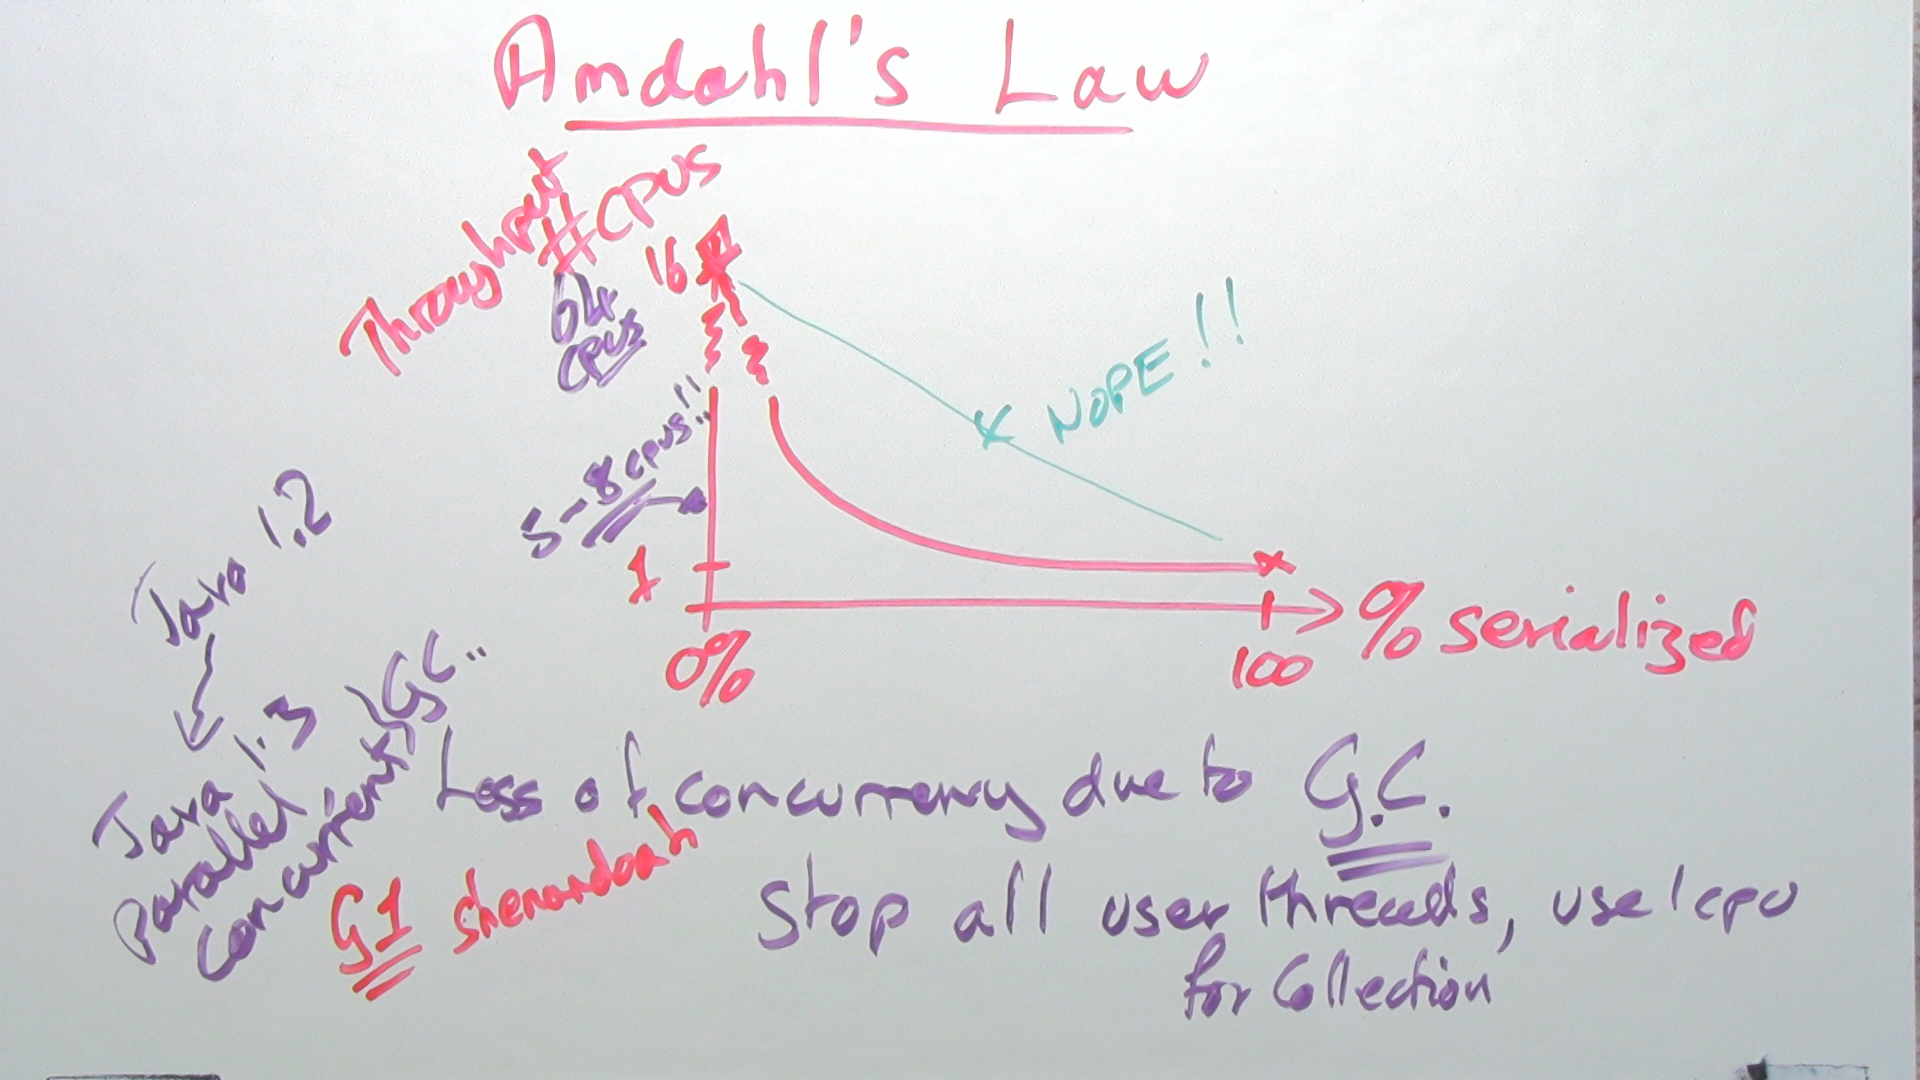 Amdahl's Law
Throughput
#CPUS
64
CPUS
16
NOPE!!
5-8 CPUS!!
1
0%
100
% serialized
Java 1.2
Java 1.3
Parallel,
Concurrent) GC..
G1 Shenandoah
Loss of concurrency due to G.C.
Stop all user threads, use 1 cpu
for Collection